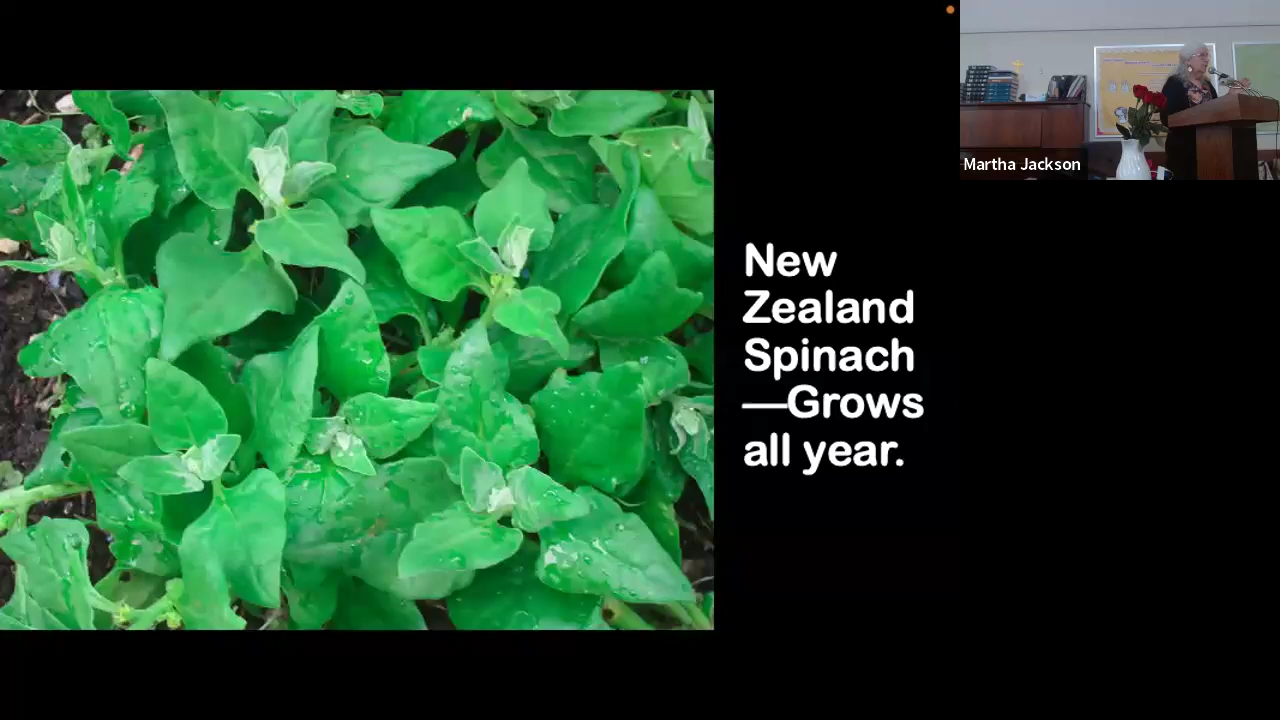 New
Zealand
Spinach
—Grows
all year.
Martha Jackson